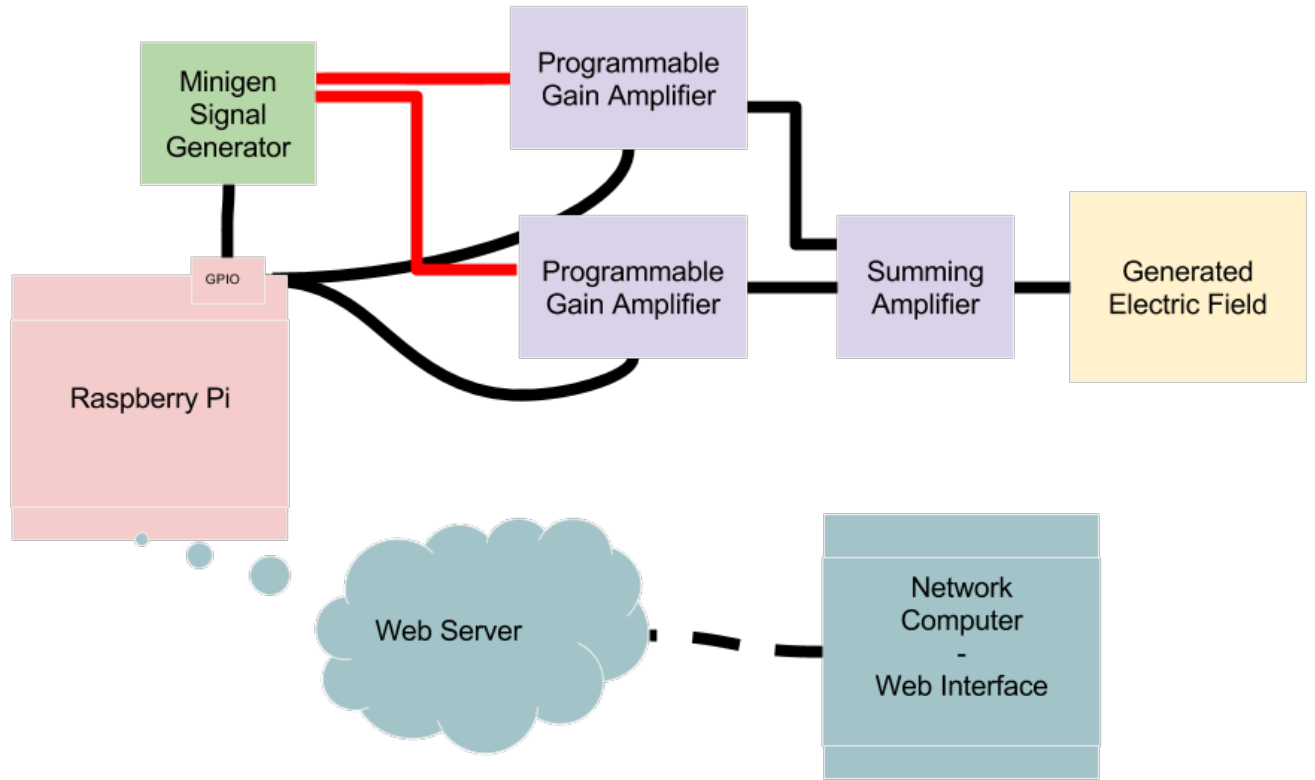 Minigen
Signal
Generator
Programmable
Gain Amplifier
GPIO
Programmable
Gain Amplifier
Summing
Amplifier
Generated
Electric Field
Raspberry Pi
Web Server
Network
Computer
-
Web Interface